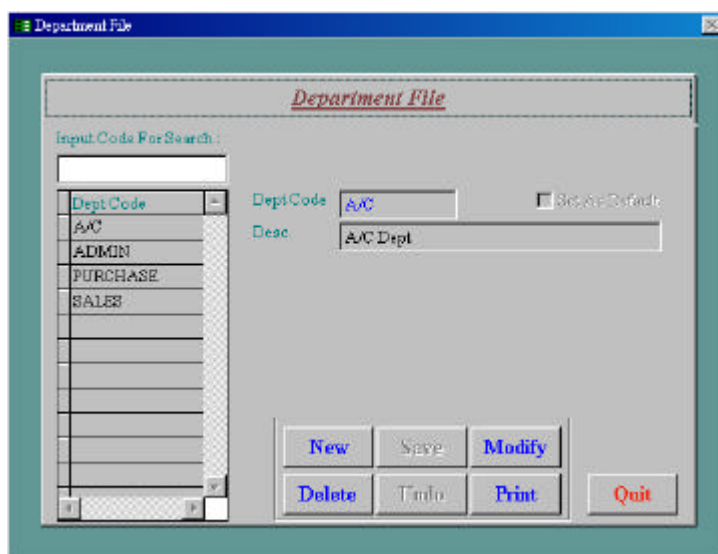 Department File
Department File
Input Code For Search :
Dept Code
A/C
ADMIN
PURCHASE
SALES
Dept Code A/C Set As Default
Desc. A/C Dept
New Save Modify
Delete Undo Print Quit